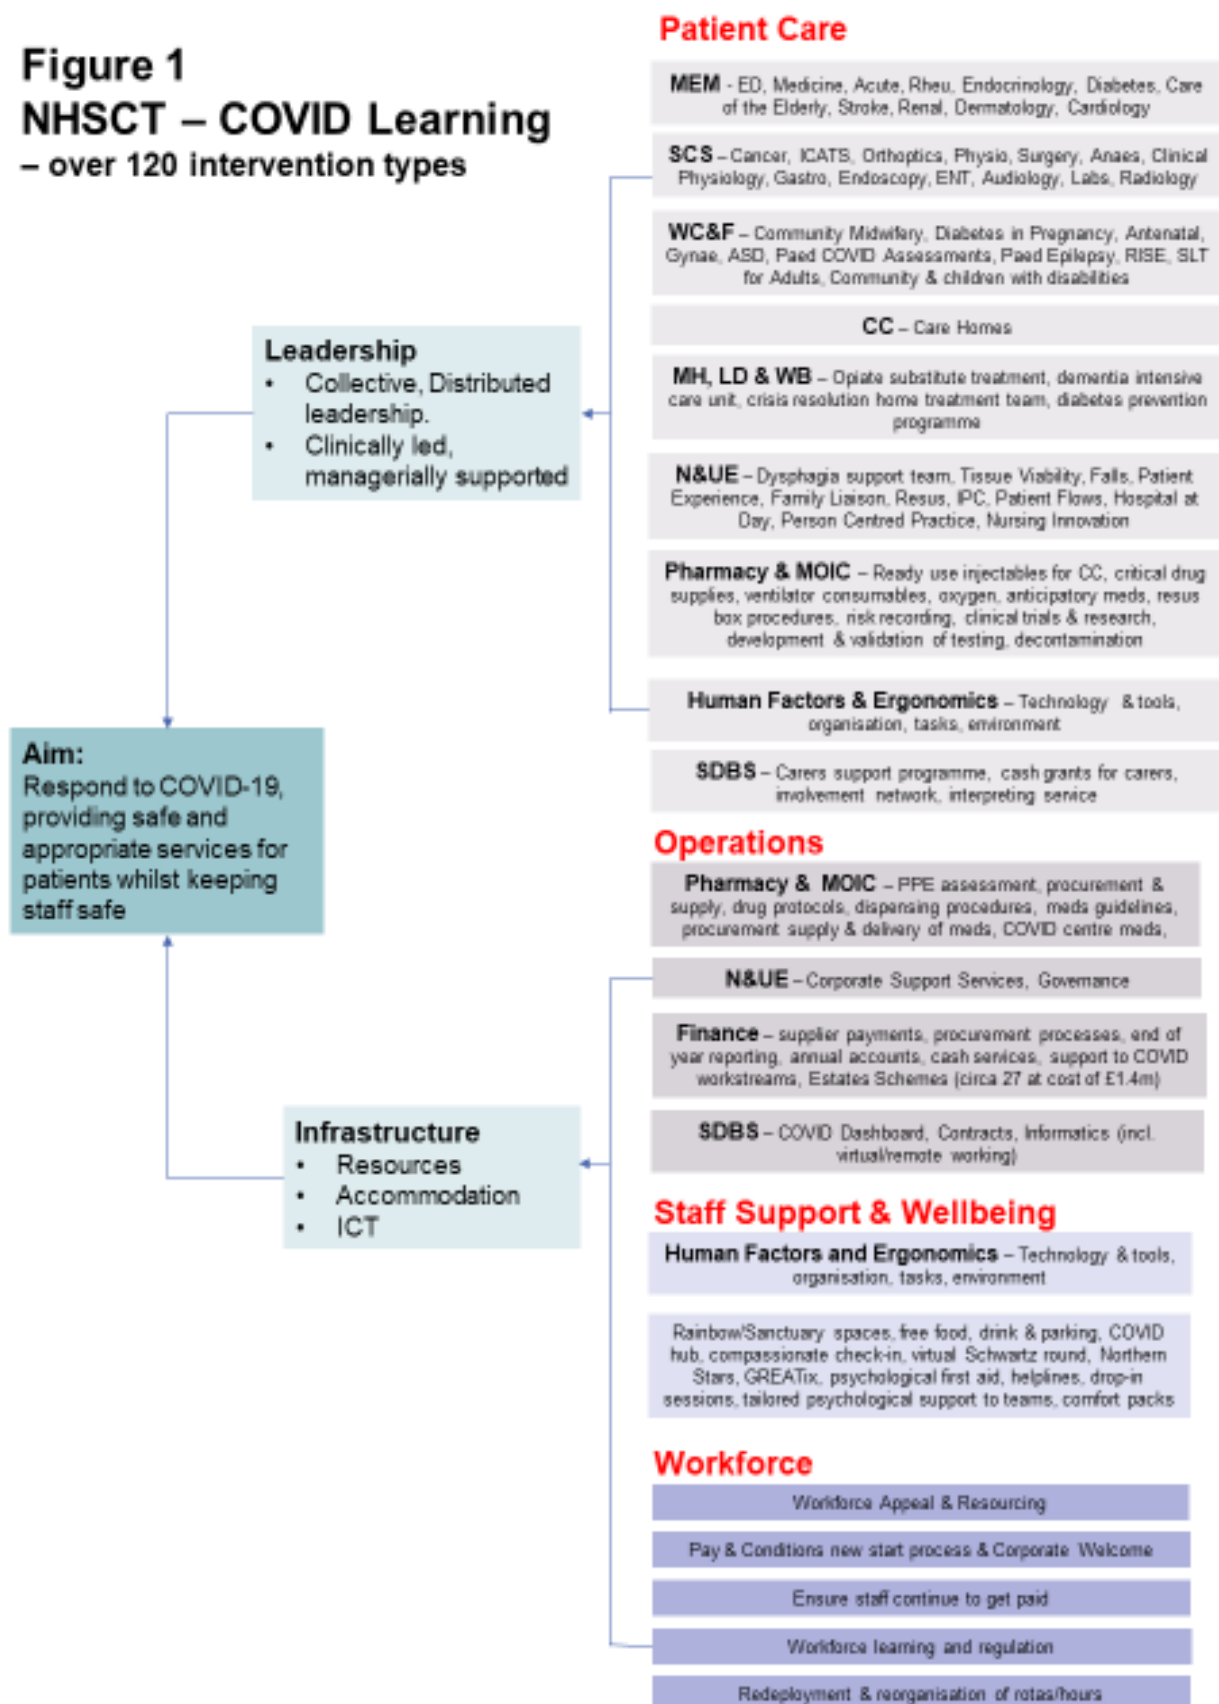 Figure 1
NHSCT – COVID Learning
– over 120 intervention types
Leadership
• Collective, Distributed
leadership.
• Clinically led,
managerially supported
Aim:
Respond to COVID-19,
providing safe and
appropriate services for
patients whilst keeping
staff safe
Infrastructure
• Resources
• Accommodation
• ICT
Patient Care
MEM - ED, Medicine, Acute, Rheu, Endocrinology, Diabetes, Care
of the Elderly, Stroke, Renal, Dermatology, Cardiology
SCS – Cancer, ICATS, Orthoptics, Physio, Surgery, Anaes, Clinical
Physiology, Gastro, Endoscopy, ENT, Audiology, Labs, Radiology
WC&F – Community Midwifery, Diabetes in Pregnancy, Antenatal,
Gynae, ASD, Paed COVID Assessments, Paed Epilepsy, RISE, SLT
for Adults, Community & children with disabilities
CC – Care Homes
MH, LD & WB – Opiate substitute treatment, dementia intensive
care unit, crisis resolution home treatment team, diabetes prevention
programme
N&UE – Dysphagia support team, Tissue Viability, Falls, Patient
Experience, Family Liaison, Resus, IPC, Patient Flows, Hospital at
Day, Person Centred Practice, Nursing Innovation
Pharmacy & MOIC – Ready use injectables for CC, critical drug
supplies, ventilator consumables, oxygen, anticipatory meds, resus
box procedures, risk recording, clinical trials & research,
development & validation of testing, decontamination
Human Factors & Ergonomics – Technology & tools,
organisation, tasks, environment
SDBS – Carers support programme, cash grants for carers,
involvement network, interpreting service
Operations
Pharmacy & MOIC – PPE assessment, procurement &
supply, drug protocols, dispensing procedures, meds guidelines,
procurement supply & delivery of meds, COVID centre meds,
N&UE – Corporate Support Services, Governance
Finance – supplier payments, procurement processes, end of
year reporting, annual accounts, cash services, support to COVID
workstreams, Estates Schemes (circa 27 at cost of £1.4m)
SDBS – COVID Dashboard, Contracts, Informatics (incl.
virtual/remote working)
Staff Support & Wellbeing
Human Factors and Ergonomics – Technology & tools,
organisation, tasks, environment
Rainbow/Sanctuary spaces, free food, drink & parking, COVID
hub, compassionate check-in, virtual Schwartz round, Northern
Stars, GREATix, psychological first aid, helplines, drop-in
sessions, tailored psychological support to teams, comfort packs
Workforce
Workforce Appeal & Resourcing
Pay & Conditions new start process & Corporate Welcome
Ensure staff continue to get paid
Workforce learning and regulation
Redeployment & reorganisation of rotas/hours